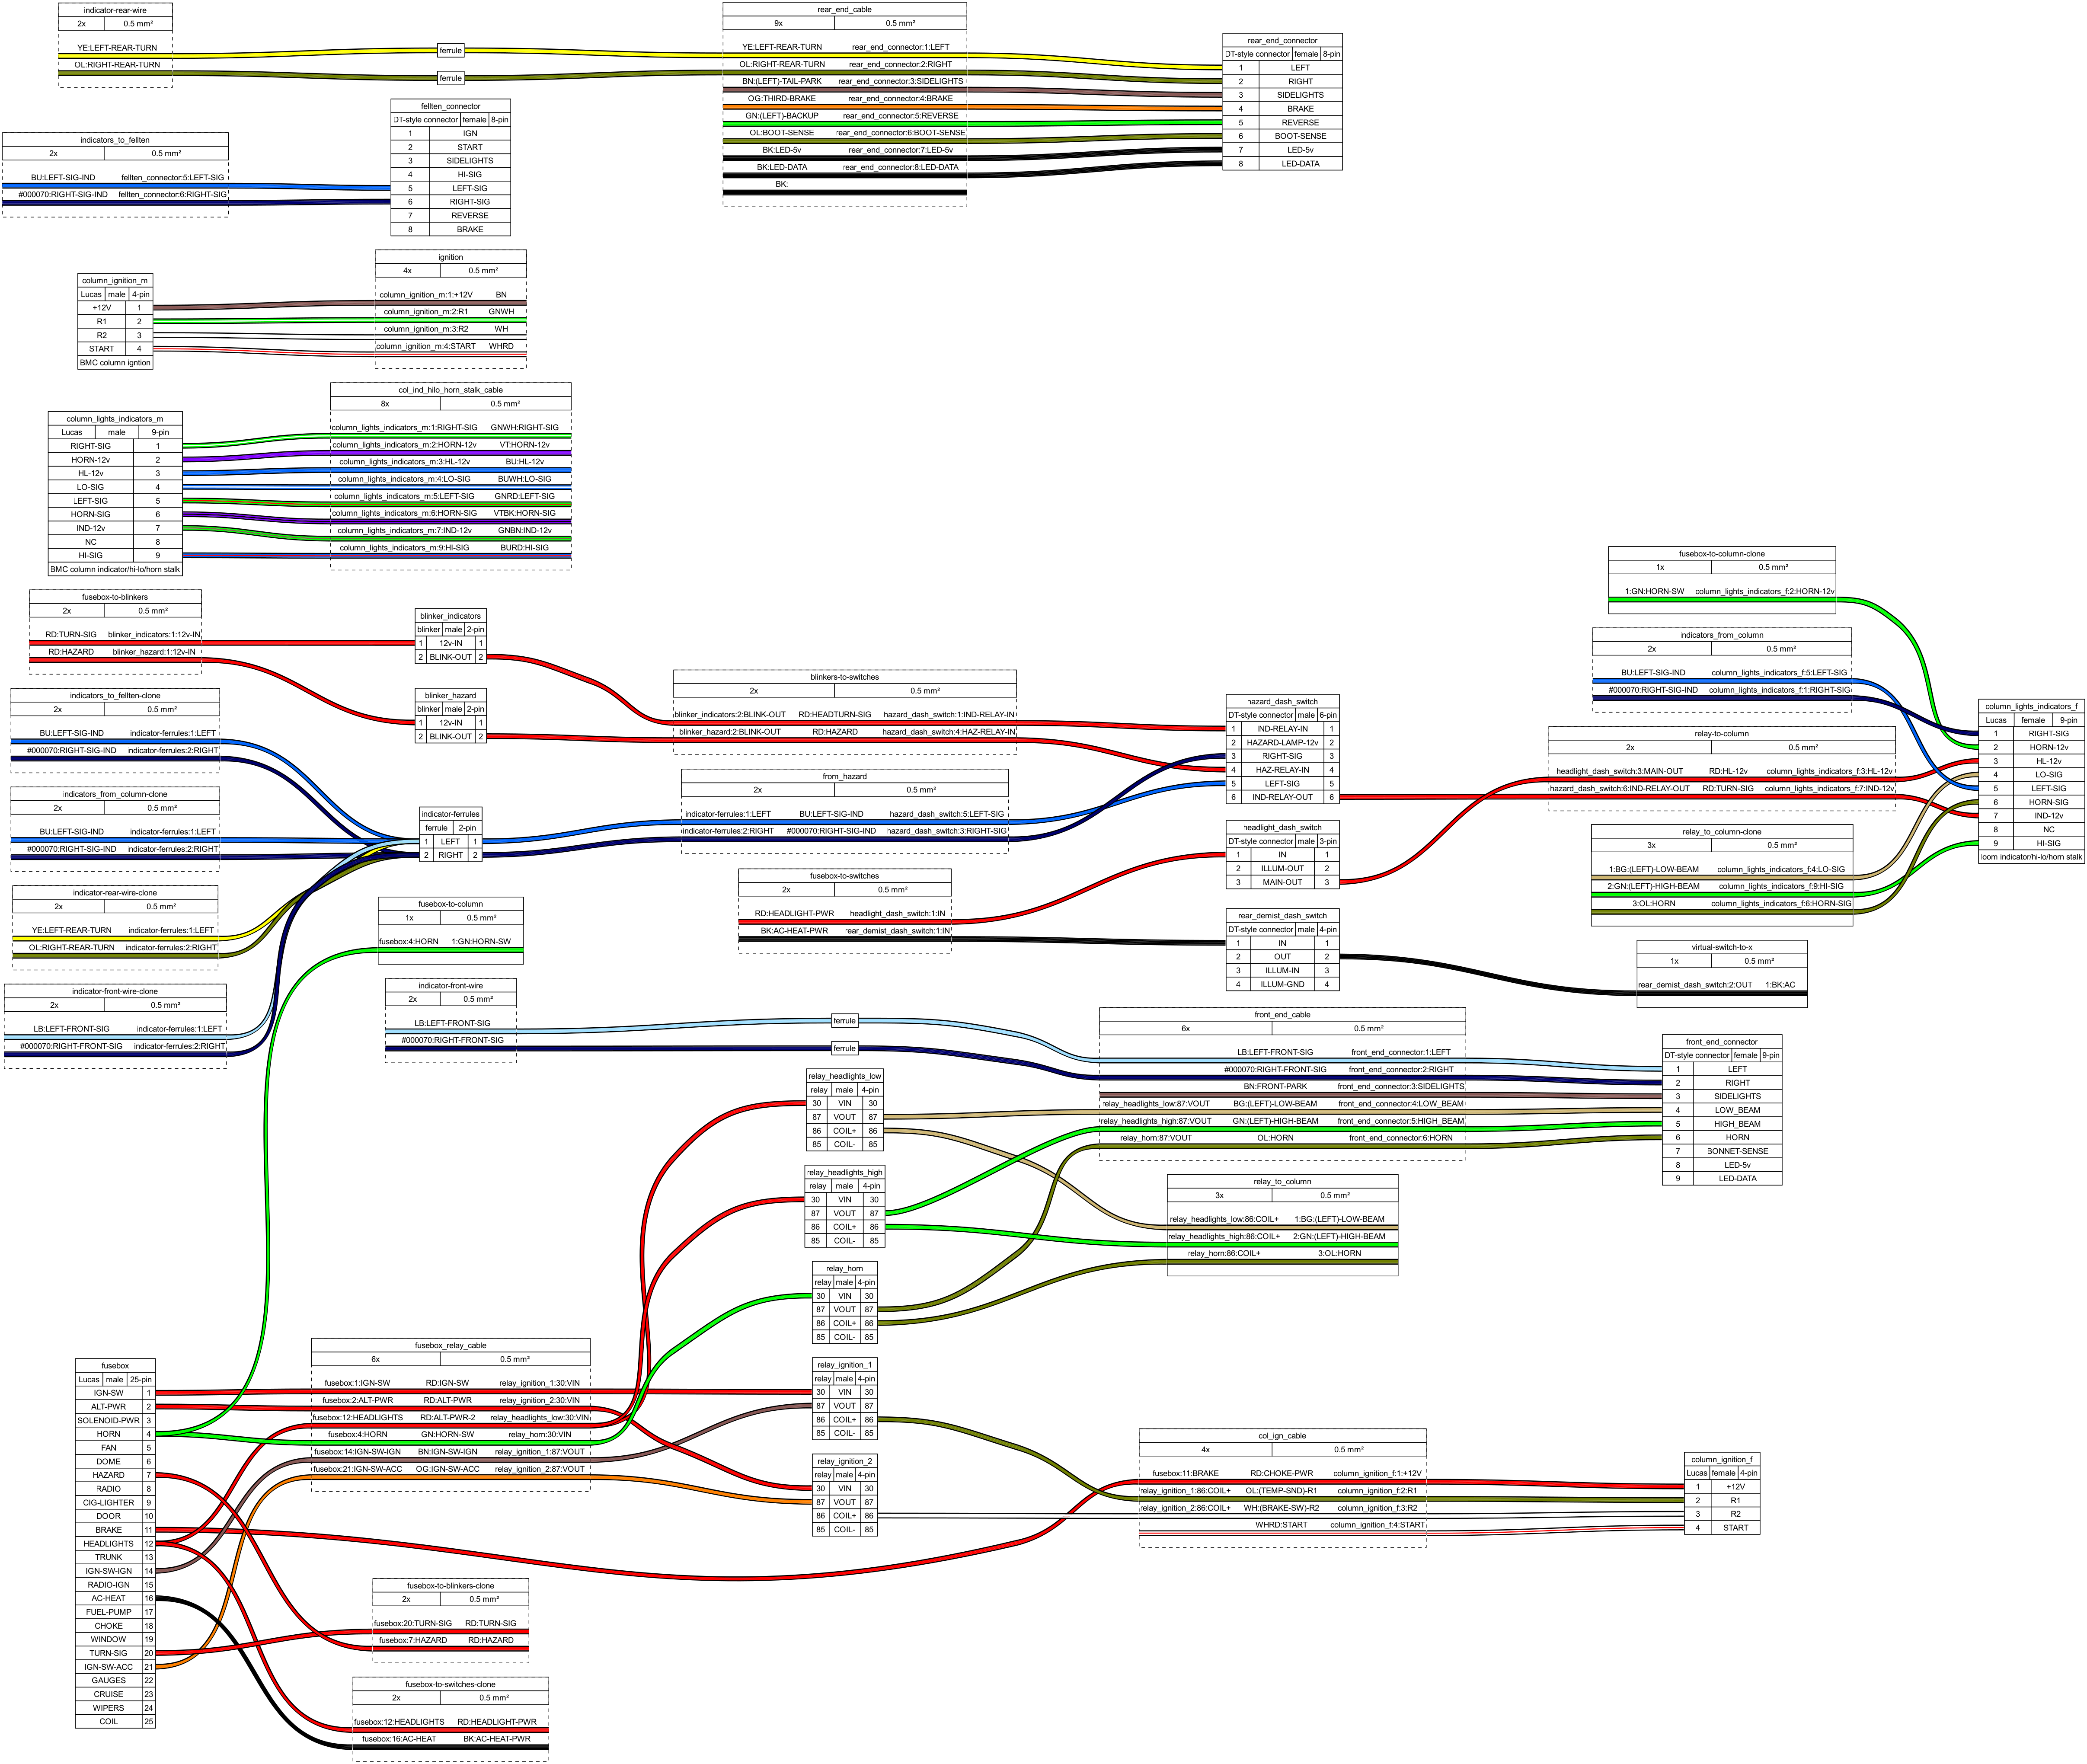 indicator-rear-wire
2x 0.5 mm²
YE:LEFT-REAR-TURN
OL:RIGHT-REAR-TURN
ferrule
ferrule
rear_end_cable
9x 0.5 mm²
YE:LEFT-REAR-TURN rear_end_connector:1:LEFT
OL:RIGHT-REAR-TURN rear_end_connector:2:RIGHT
BN:(LEFT)-TAIL-PARK rear_end_connector:3:SIDELIGHTS
OG:THIRD-BRAKE rear_end_connector:4:BRAKE
GN:(LEFT)-BACKUP rear_end_connector:5:REVERSE
OL:BOOT-SENSE rear_end_connector:6:BOOT-SENSE
BK:LED-5v rear_end_connector:7:LED-5v
BK:LED-DATA rear_end_connector:8:LED-DATA
BK:
rear_end_connector
DT-style connector female 8-pin
1 LEFT
2 RIGHT
3 SIDELIGHTS
4 BRAKE
5 REVERSE
6 BOOT-SENSE
7 LED-5v
8 LED-DATA
indicators_to_fellten
2x 0.5 mm²
BU:LEFT-SIG-IND fellten_connector:5:LEFT-SIG
#000070:RIGHT-SIG-IND fellten_connector:6:RIGHT-SIG
fellten_connector
DT-style connector female 8-pin
1 IGN
2 START
3 SIDELIGHTS
4 HI-SIG
5 LEFT-SIG
6 RIGHT-SIG
7 REVERSE
8 BRAKE
column_ignition_m
Lucas male 4-pin
+12V 1
R1 2
R2 3
START 4
BMC column igntion
ignition
4x 0.5 mm²
column_ignition_m:1:+12V BN
column_ignition_m:2:R1 GNWH
column_ignition_m:3:R2 WH
column_ignition_m:4:START WHRD
column_lights_indicators_m
Lucas male 9-pin
RIGHT-SIG 1
HORN-12v 2
HL-12v 3
LO-SIG 4
LEFT-SIG 5
HORN-SIG 6
IND-12v 7
NC 8
HI-SIG 9
BMC column indicator/hi-lo/horn stalk
col_ind_hilo_horn_stalk_cable
8x 0.5 mm²
column_lights_indicators_m:1:RIGHT-SIG GNWH:RIGHT-SIG
column_lights_indicators_m:2:HORN-12v VT:HORN-12v
column_lights_indicators_m:3:HL-12v BU:HL-12v
column_lights_indicators_m:4:LO-SIG BUWH:LO-SIG
column_lights_indicators_m:5:LEFT-SIG GNRD:LEFT-SIG
column_lights_indicators_m:6:HORN-SIG VTBK:HORN-SIG
column_lights_indicators_m:7:IND-12v GNBN:IND-12v
column_lights_indicators_m:9:HI-SIG BURD:HI-SIG
fusebox-to-blinkers
2x 0.5 mm²
RD:TURN-SIG blinker_indicators:1:12v-IN
RD:HAZARD blinker_hazard:1:12v-IN
blinker_indicators
blinker male 2-pin
1 12v-IN 1
2 BLINK-OUT 2
blinker_hazard
blinker male 2-pin
1 12v-IN 1
2 BLINK-OUT 2
blinkers-to-switches
2x 0.5 mm²
blinker_indicators:2:BLINK-OUT RD:HEADTURN-SIG hazard_dash_switch:1:IND-RELAY-IN
blinker_hazard:2:BLINK-OUT RD:HAZARD hazard_dash_switch:4:HAZ-RELAY-IN
hazard_dash_switch
DT-style connector male 6-pin
1 IND-RELAY-IN 1
2 HAZARD-LAMP-12v 2
3 RIGHT-SIG 3
4 HAZ-RELAY-IN 4
5 LEFT-SIG 5
6 IND-RELAY-OUT 6
fusebox-to-column-clone
1x 0.5 mm²
1:GN:HORN-SW column_lights_indicators_f:2:HORN-12v
indicators_from_column
2x 0.5 mm²
BU:LEFT-SIG-IND column_lights_indicators_f:5:LEFT-SIG
#000070:RIGHT-SIG-IND column_lights_indicators_f:1:RIGHT-SIG
relay-to-column
2x 0.5 mm²
headlight_dash_switch:3:MAIN-OUT RD:HL-12v column_lights_indicators_f:3:HL-12v
hazard_dash_switch:6:IND-RELAY-OUT RD:TURN-SIG column_lights_indicators_f:7:IND-12v
relay_to_column-clone
3x 0.5 mm²
1:BG:(LEFT)-LOW-BEAM column_lights_indicators_f:4:LO-SIG
2:GN:(LEFT)-HIGH-BEAM column_lights_indicators_f:9:HI-SIG
3:OL:HORN column_lights_indicators_f:6:HORN-SIG
column_lights_indicators_f
Lucas female 9-pin
1 RIGHT-SIG
2 HORN-12v
3 HL-12v
4 LO-SIG
5 LEFT-SIG
6 HORN-SIG
7 IND-12v
8 NC
9 HI-SIG
loom indicator/hi-lo/horn stalk
indicators_to_fellten-clone
2x 0.5 mm²
BU:LEFT-SIG-IND indicator-ferrules:1:LEFT
#000070:RIGHT-SIG-IND indicator-ferrules:2:RIGHT
indicators_from_column-clone
2x 0.5 mm²
BU:LEFT-SIG-IND indicator-ferrules:1:LEFT
#000070:RIGHT-SIG-IND indicator-ferrules:2:RIGHT
indicator-rear-wire-clone
2x 0.5 mm²
YE:LEFT-REAR-TURN indicator-ferrules:1:LEFT
OL:RIGHT-REAR-TURN indicator-ferrules:2:RIGHT
indicator-front-wire-clone
2x 0.5 mm²
LB:LEFT-FRONT-SIG indicator-ferrules:1:LEFT
#000070:RIGHT-FRONT-SIG indicator-ferrules:2:RIGHT
indicator-ferrules
ferrule 2-pin
1 LEFT 1
2 RIGHT 2
from_hazard
2x 0.5 mm²
indicator-ferrules:1:LEFT BU:LEFT-SIG-IND hazard_dash_switch:5:LEFT-SIG
indicator-ferrules:2:RIGHT #000070:RIGHT-SIG-IND hazard_dash_switch:3:RIGHT-SIG
fusebox-to-switches
2x 0.5 mm²
RD:HEADLIGHT-PWR headlight_dash_switch:1:IN
BK:AC-HEAT-PWR rear_demist_dash_switch:1:IN
headlight_dash_switch
DT-style connector male 3-pin
1 IN 1
2 ILLUM-OUT 2
3 MAIN-OUT 3
rear_demist_dash_switch
DT-style connector male 4-pin
1 IN 1
2 OUT 2
3 ILLUM-IN 3
4 ILLUM-GND 4
virtual-switch-to-x
1x 0.5 mm²
rear_demist_dash_switch:2:OUT 1:BK:AC
fusebox-to-column
1x 0.5 mm²
fusebox:4:HORN 1:GN:HORN-SW
indicator-front-wire
2x 0.5 mm²
LB:LEFT-FRONT-SIG
#000070:RIGHT-FRONT-SIG
ferrule
ferrule
front_end_cable
6x 0.5 mm²
LB:LEFT-FRONT-SIG front_end_connector:1:LEFT
#000070:RIGHT-FRONT-SIG front_end_connector:2:RIGHT
BN:FRONT-PARK front_end_connector:3:SIDELIGHTS
relay_headlights_low:87:VOUT BG:(LEFT)-LOW-BEAM front_end_connector:4:LOW_BEAM
relay_headlights_high:87:VOUT GN:(LEFT)-HIGH-BEAM front_end_connector:5:HIGH_BEAM
relay_horn:87:VOUT OL:HORN front_end_connector:6:HORN
front_end_connector
DT-style connector female 9-pin
1 LEFT
2 RIGHT
3 SIDELIGHTS
4 LOW_BEAM
5 HIGH_BEAM
6 HORN
7 BONNET-SENSE
8 LED-5v
9 LED-DATA
relay_headlights_low
relay male 4-pin
30 VIN 30
87 VOUT 87
86 COIL+ 86
85 COIL- 85
relay_headlights_high
relay male 4-pin
30 VIN 30
87 VOUT 87
86 COIL+ 86
85 COIL- 85
relay_to_column
3x 0.5 mm²
relay_headlights_low:86:COIL+ 1:BG:(LEFT)-LOW-BEAM
relay_headlights_high:86:COIL+ 2:GN:(LEFT)-HIGH-BEAM
relay_horn:86:COIL+ 3:OL:HORN
relay_horn
relay male 4-pin
30 VIN 30
87 VOUT 87
86 COIL+ 86
85 COIL- 85
fusebox
Lucas male 25-pin
IGN-SW 1
ALT-PWR 2
SOLENOID-PWR 3
HORN 4
FAN 5
DOME 6
HAZARD 7
RADIO 8
CIG-LIGHTER 9
DOOR 10
BRAKE 11
HEADLIGHTS 12
TRUNK 13
IGN-SW-IGN 14
RADIO-IGN 15
AC-HEAT 16
FUEL-PUMP 17
CHOKE 18
WINDOW 19
TURN-SIG 20
IGN-SW-ACC 21
GAUGES 22
CRUISE 23
WIPERS 24
COIL 25
fusebox_relay_cable
6x 0.5 mm²
fusebox:1:IGN-SW RD:IGN-SW relay_ignition_1:30:VIN
fusebox:2:ALT-PWR RD:ALT-PWR relay_ignition_2:30:VIN
fusebox:12:HEADLIGHTS RD:ALT-PWR-2 relay_headlights_low:30:VIN
fusebox:4:HORN GN:HORN-SW relay_horn:30:VIN
fusebox:14:IGN-SW-IGN BN:IGN-SW-IGN relay_ignition_1:87:VOUT
fusebox:21:IGN-SW-ACC OG:IGN-SW-ACC relay_ignition_2:87:VOUT
relay_ignition_1
relay male 4-pin
30 VIN 30
87 VOUT 87
86 COIL+ 86
85 COIL- 85
relay_ignition_2
relay male 4-pin
30 VIN 30
87 VOUT 87
86 COIL+ 86
85 COIL- 85
col_ign_cable
4x 0.5 mm²
fusebox:11:BRAKE RD:CHOKE-PWR column_ignition_f:1:+12V
relay_ignition_1:86:COIL+ OL:(TEMP-SND)-R1 column_ignition_f:2:R1
relay_ignition_2:86:COIL+ WH:(BRAKE-SW)-R2 column_ignition_f:3:R2
WHRD:START column_ignition_f:4:START
column_ignition_f
Lucas female 4-pin
1 +12V
2 R1
3 R2
4 START
fusebox-to-blinkers-clone
2x 0.5 mm²
fusebox:20:TURN-SIG RD:TURN-SIG
fusebox:7:HAZARD RD:HAZARD
fusebox-to-switches-clone
2x 0.5 mm²
fusebox:12:HEADLIGHTS RD:HEADLIGHT-PWR
fusebox:16:AC-HEAT BK:AC-HEAT-PWR